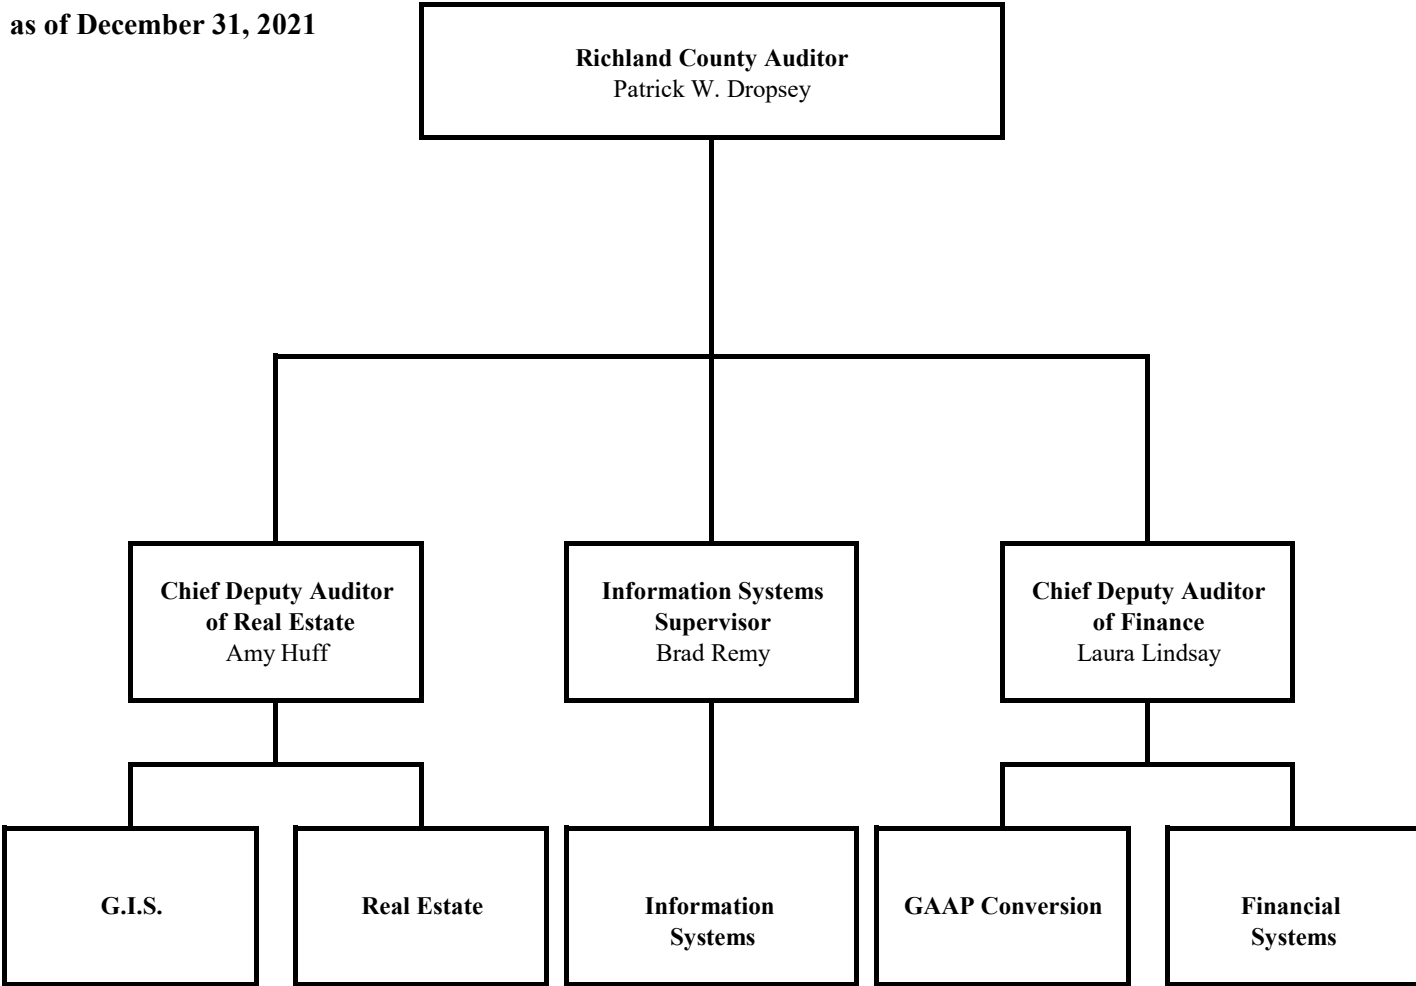 as of December 31, 2021
Richland County Auditor
Patrick W. Dropsey
Chief Deputy Auditor
of Real Estate
Amy Huff
Information Systems
Supervisor
Brad Remy
Chief Deputy Auditor
of Finance
Laura Lindsay
G.I.S.
Real Estate
Information
Systems
GAAP Conversion
Financial
Systems